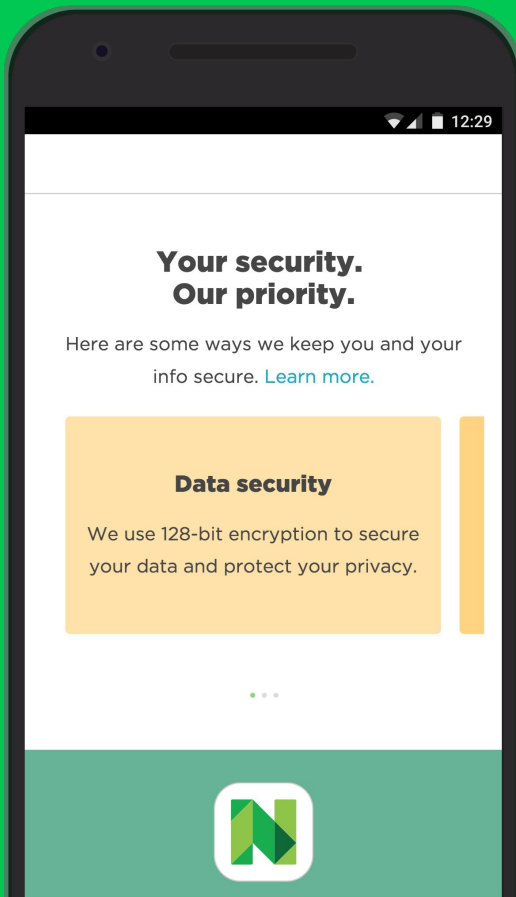 12:29
Your security.
Our priority.
Here are some ways we keep you and your
info secure. Learn more.
Data security
We use 128-bit encryption to secure
your data and protect your privacy.